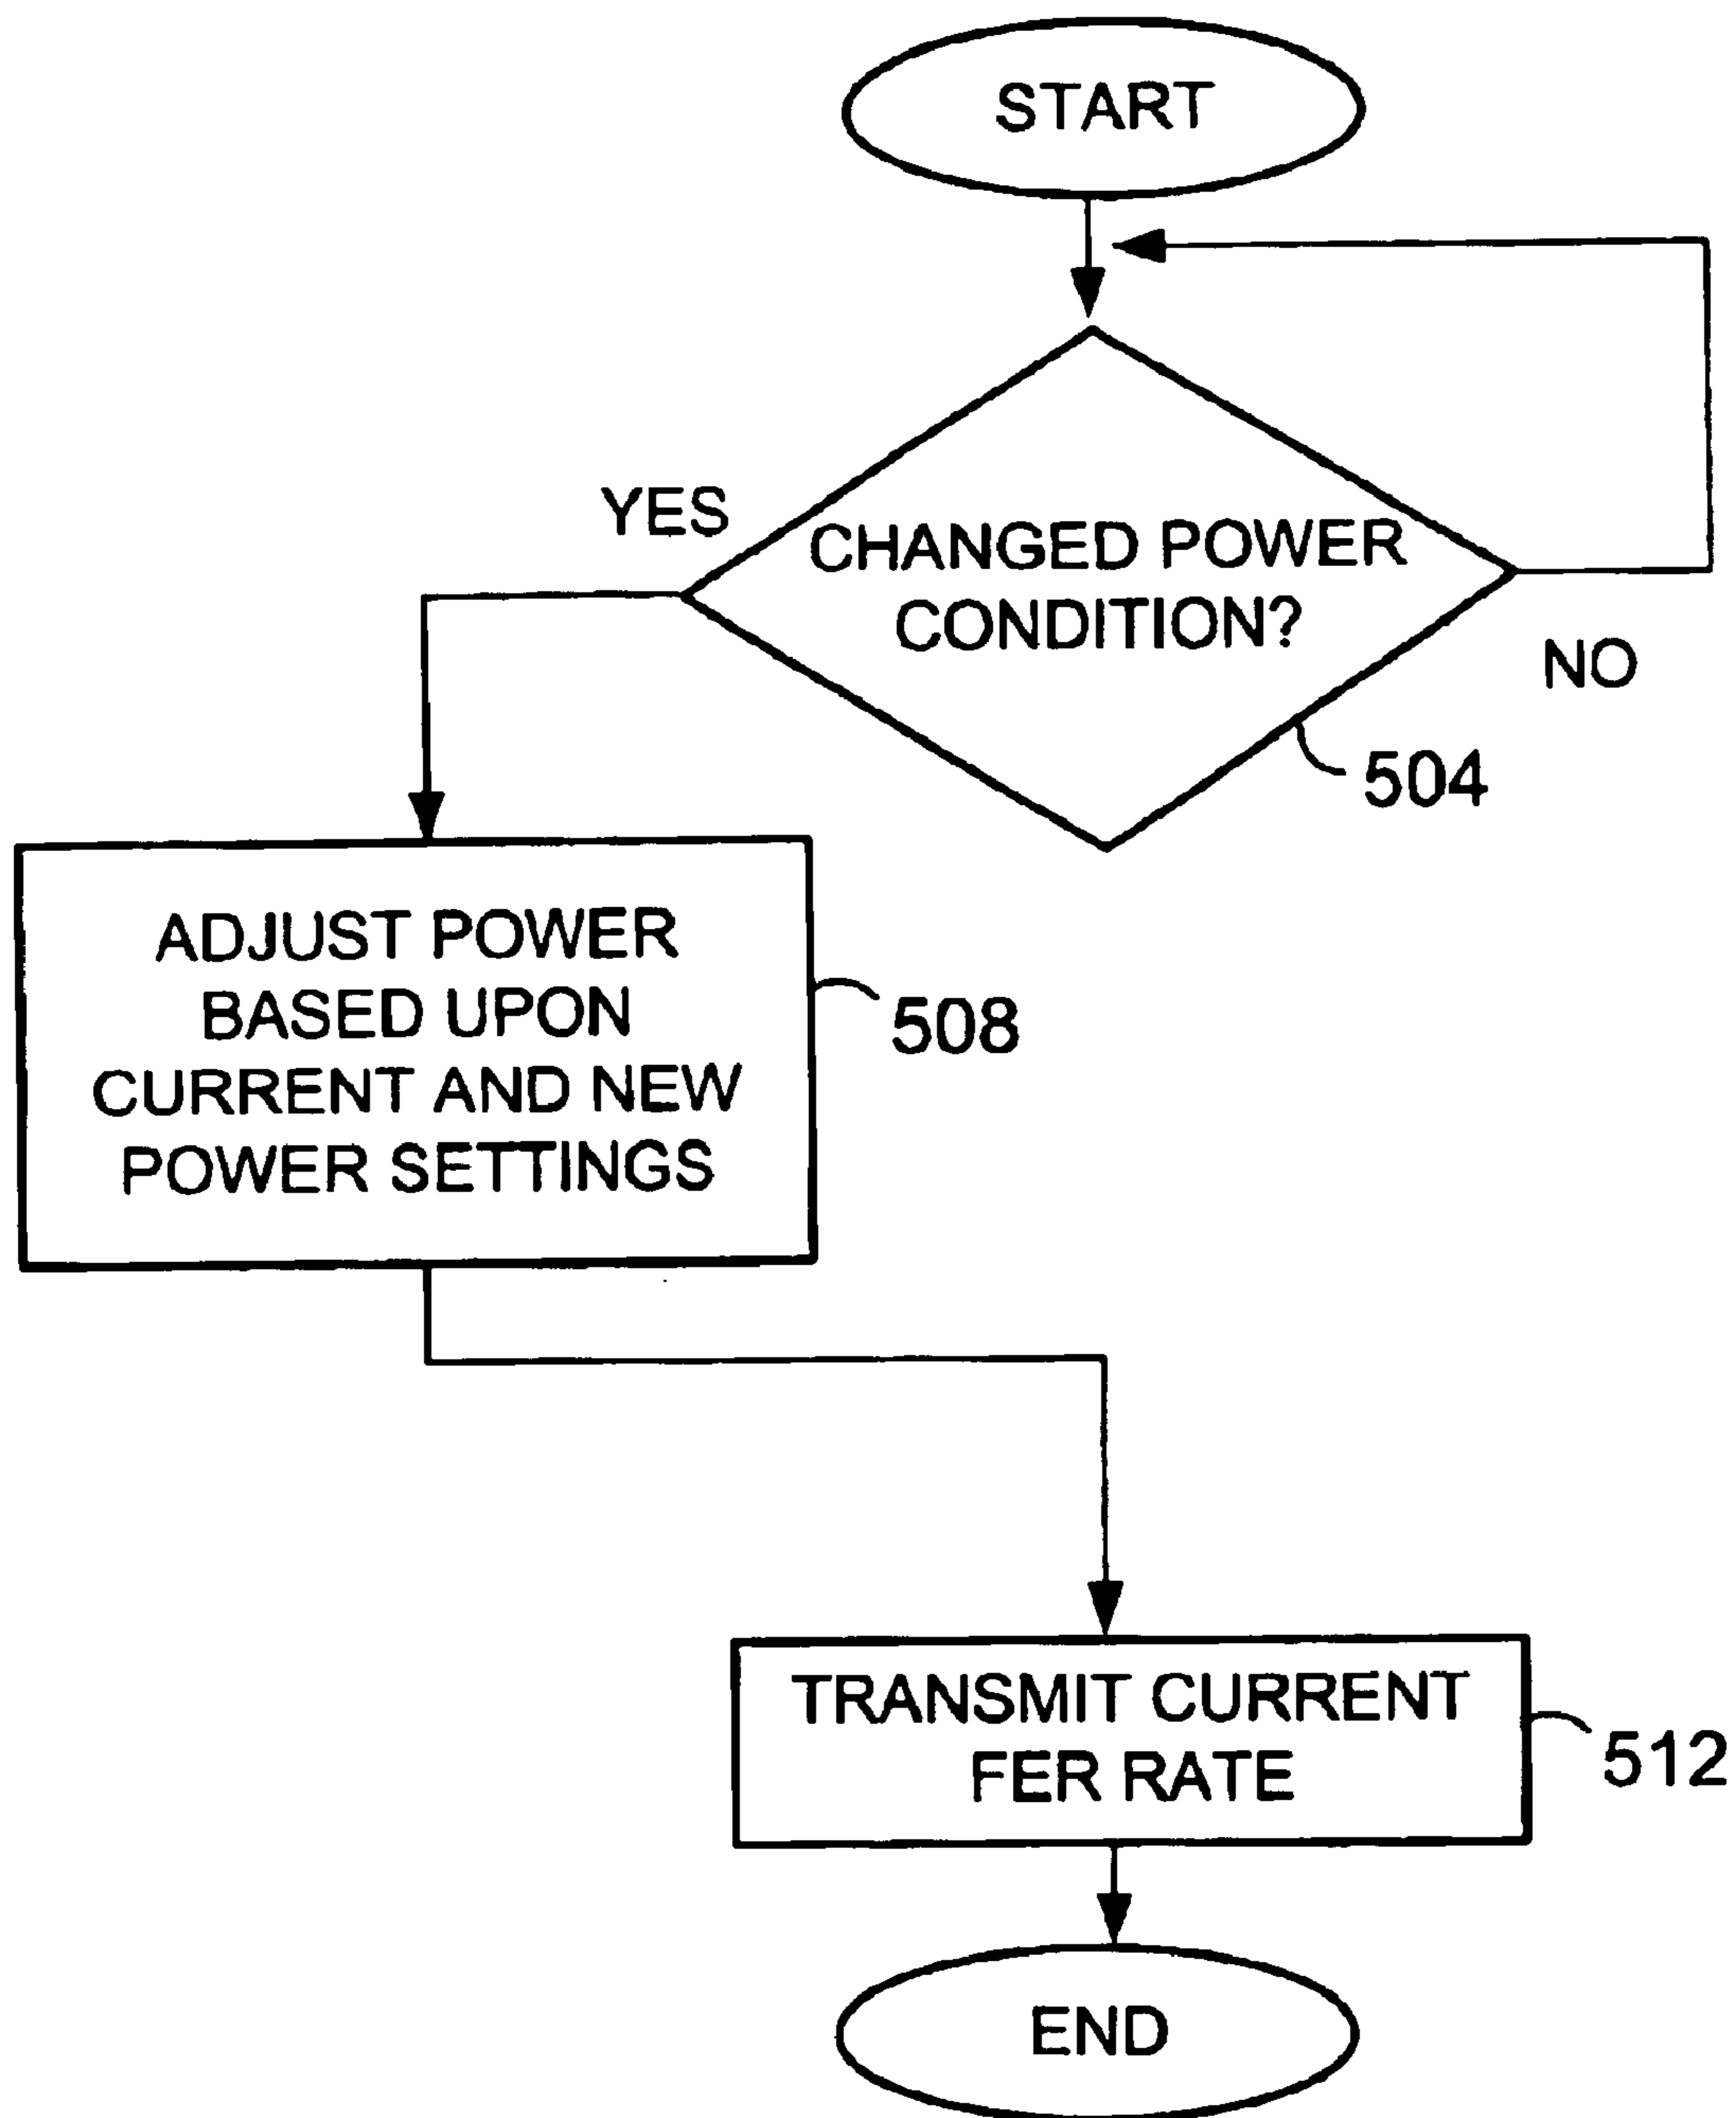 START
YES
CHANGED POWER
CONDITION?
NO
504
ADJUST POWER
BASED UPON
CURRENT AND NEW
POWER SETTINGS
508
TRANSMIT CURRENT
FER RATE
512
END